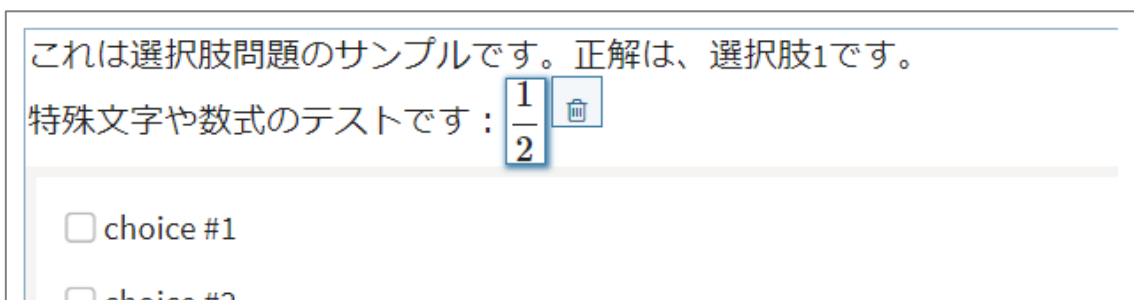 これは選択肢問題のサンプルです。正解は、選択肢1です。
特殊文字や数式のテストです：1/2
choice #1